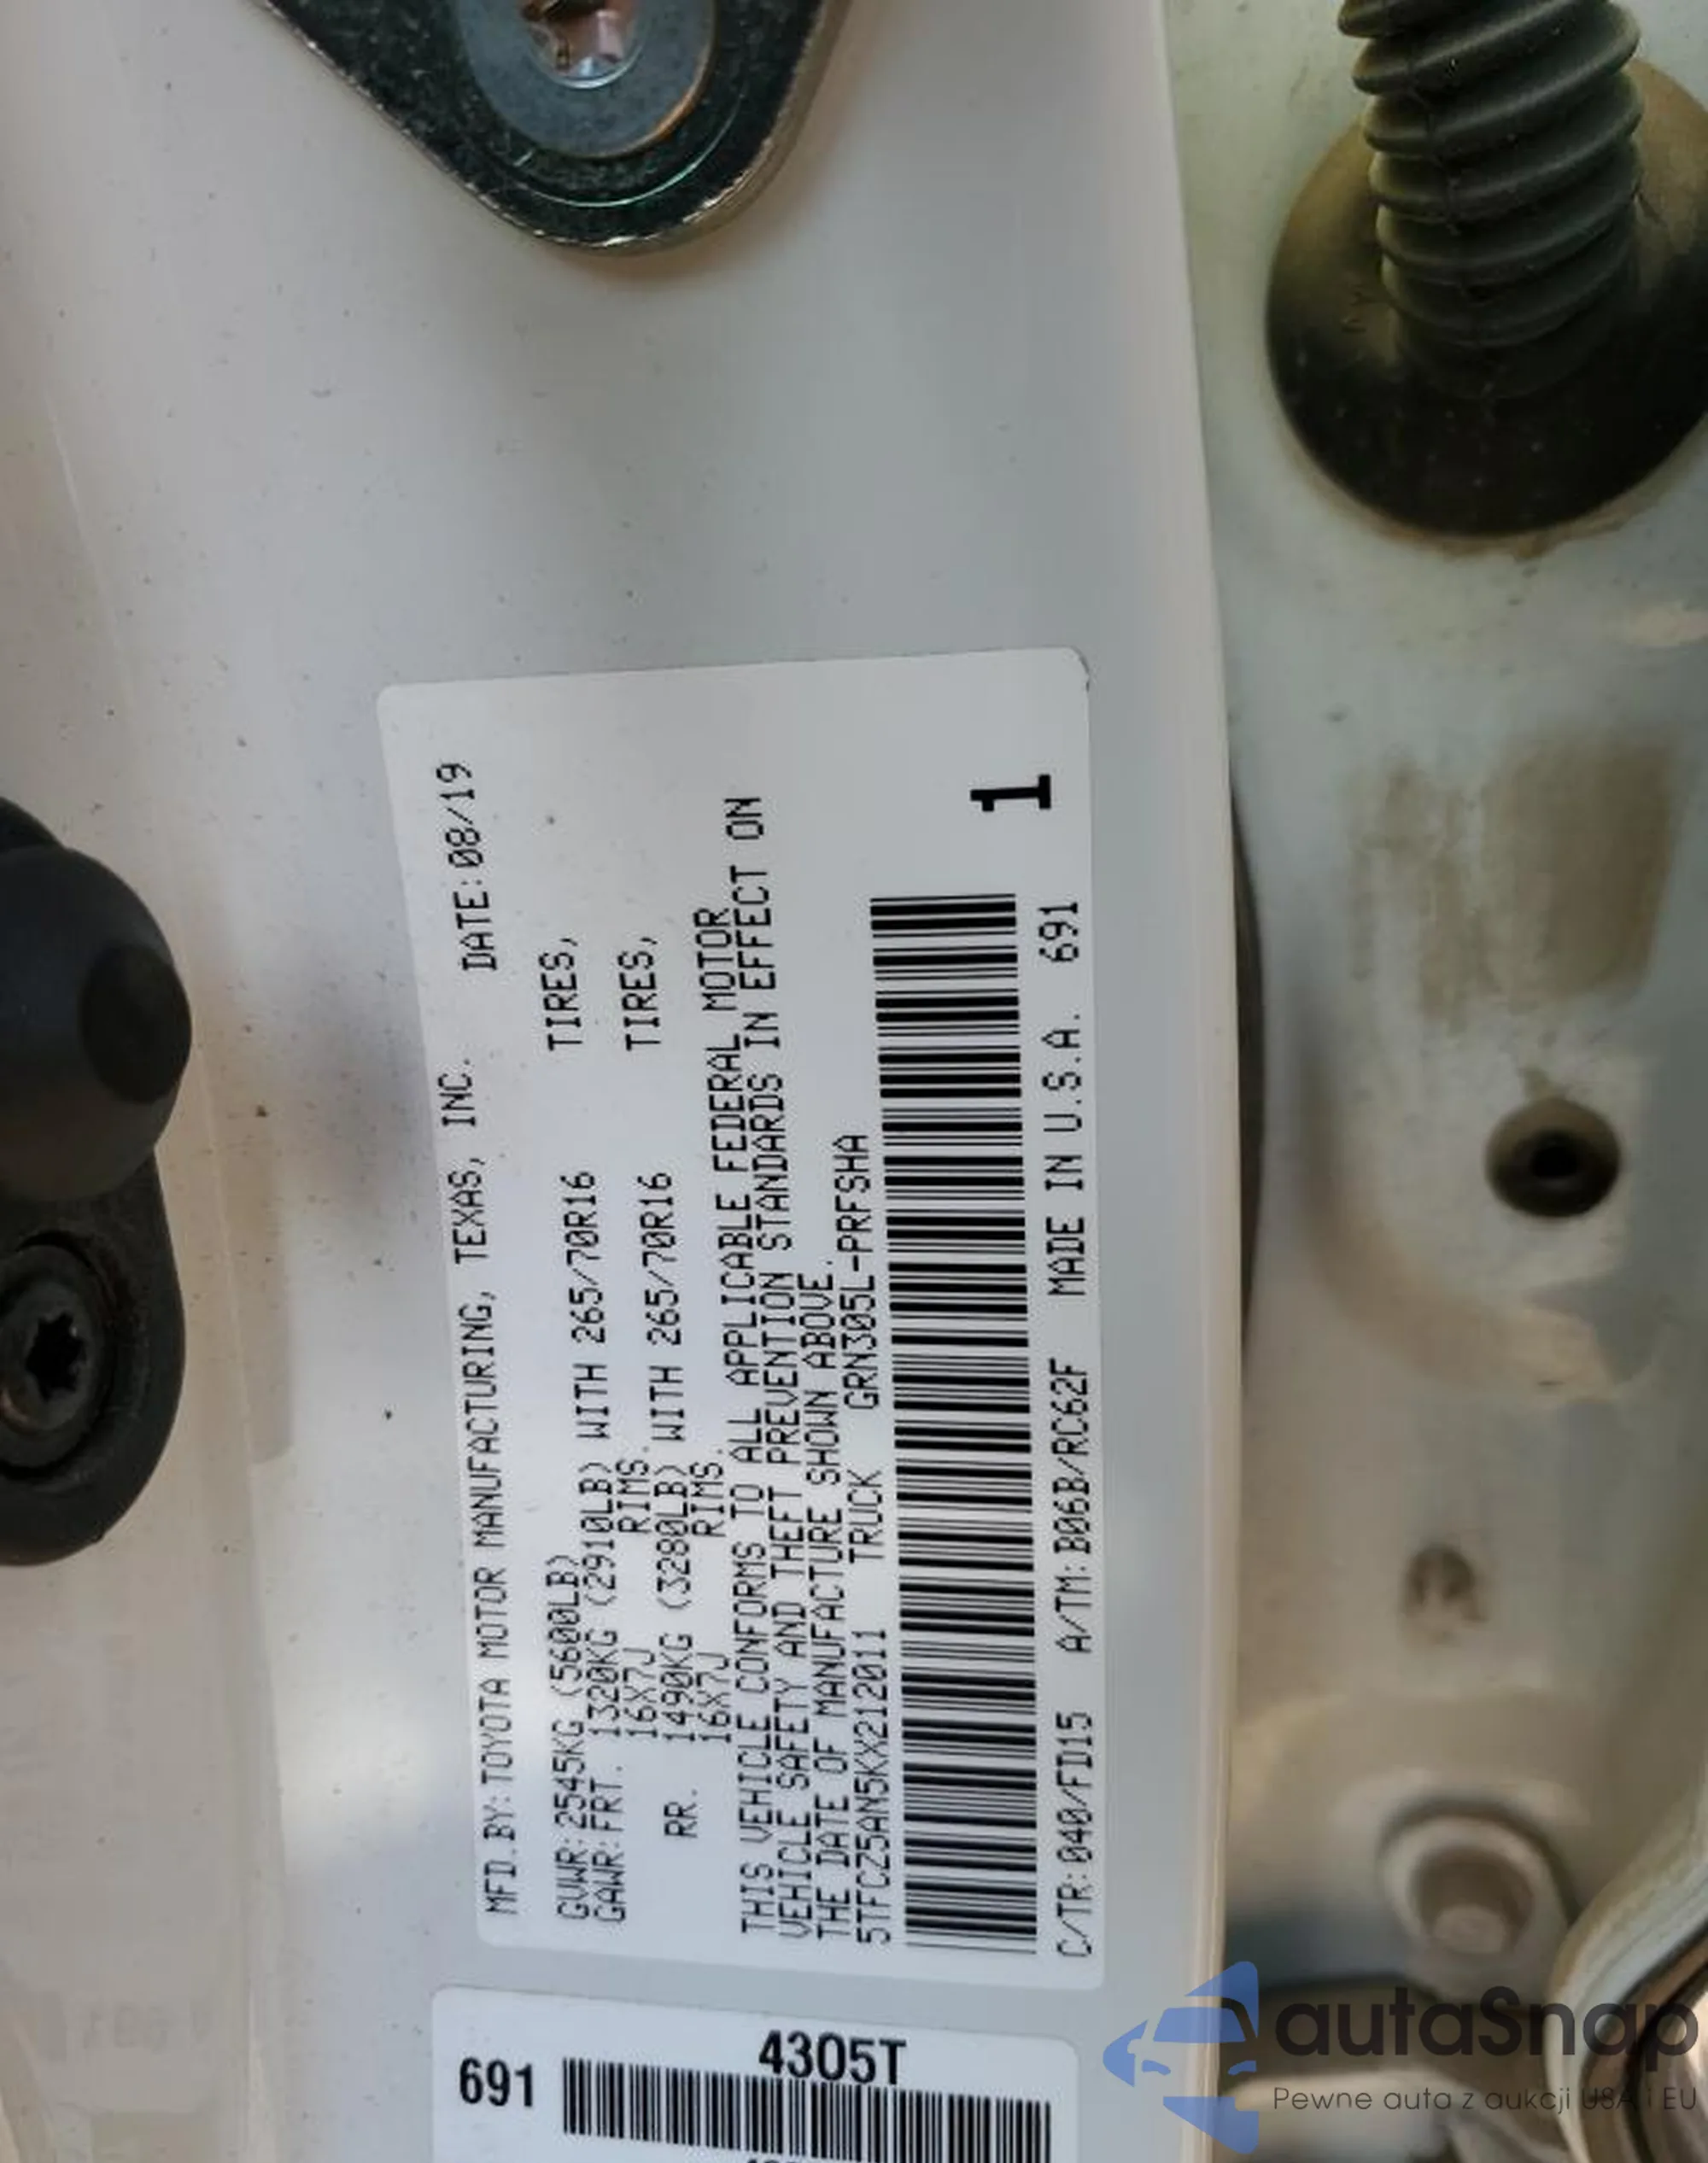 MFD.BY:TOYOTA MOTOR MANUFACTURING, TEXAS, INC. DATE:08/19
GVWR:2545KG (5600LB)
GAWR:FRT. 1320KG (2910LB) WITH 265/70R16 TIRES,
16X7J RIMS.
RR. 1490KG (3280LB) WITH 265/70R16 TIRES,
16X7J RIMS.
THIS VEHICLE CONFORMS TO ALL APPLICABLE FEDERAL MOTOR
VEHICLE SAFETY AND THEFT PREVENTION STANDARDS IN EFFECT ON
THE DATE OF MANUFACTURE SHOWN ABOVE.
5TFCZ5AN5KX212011 TRUCK GRN305L-PRFSHA
1
C/TR:040/FD15 A/TM:B06B/RC62F MADE IN U.S.A. 691
4305T
691
autaSnap
Pewne auta z aukcji USA i EU